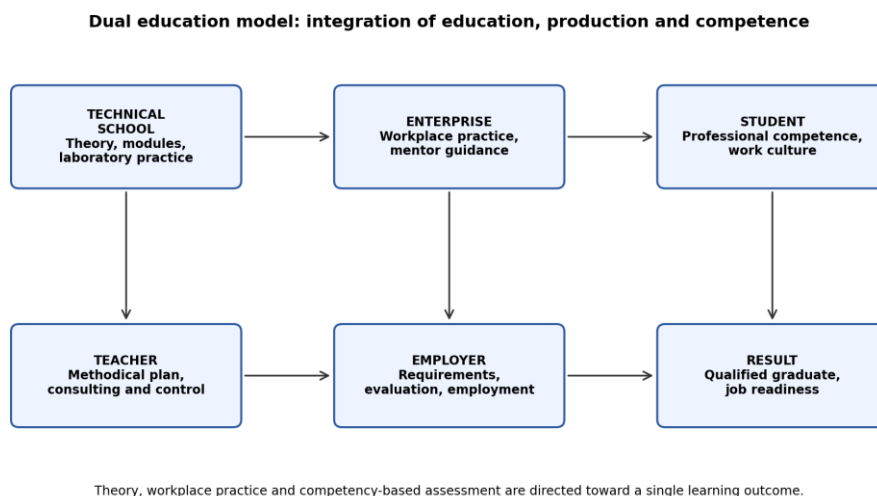 Dual education model: integration of education, production and competence
TECHNICAL
SCHOOL
Theory, modules,
laboratory practice
ENTERPRISE
Workplace practice,
mentor guidance
STUDENT
Professional competence,
work culture
TEACHER
Methodical plan,
consulting and control
EMPLOYER
Requirements,
evaluation, employment
RESULT
Qualified graduate,
job readiness
Theory, workplace practice and competency-based assessment are directed toward a single learning outcome.